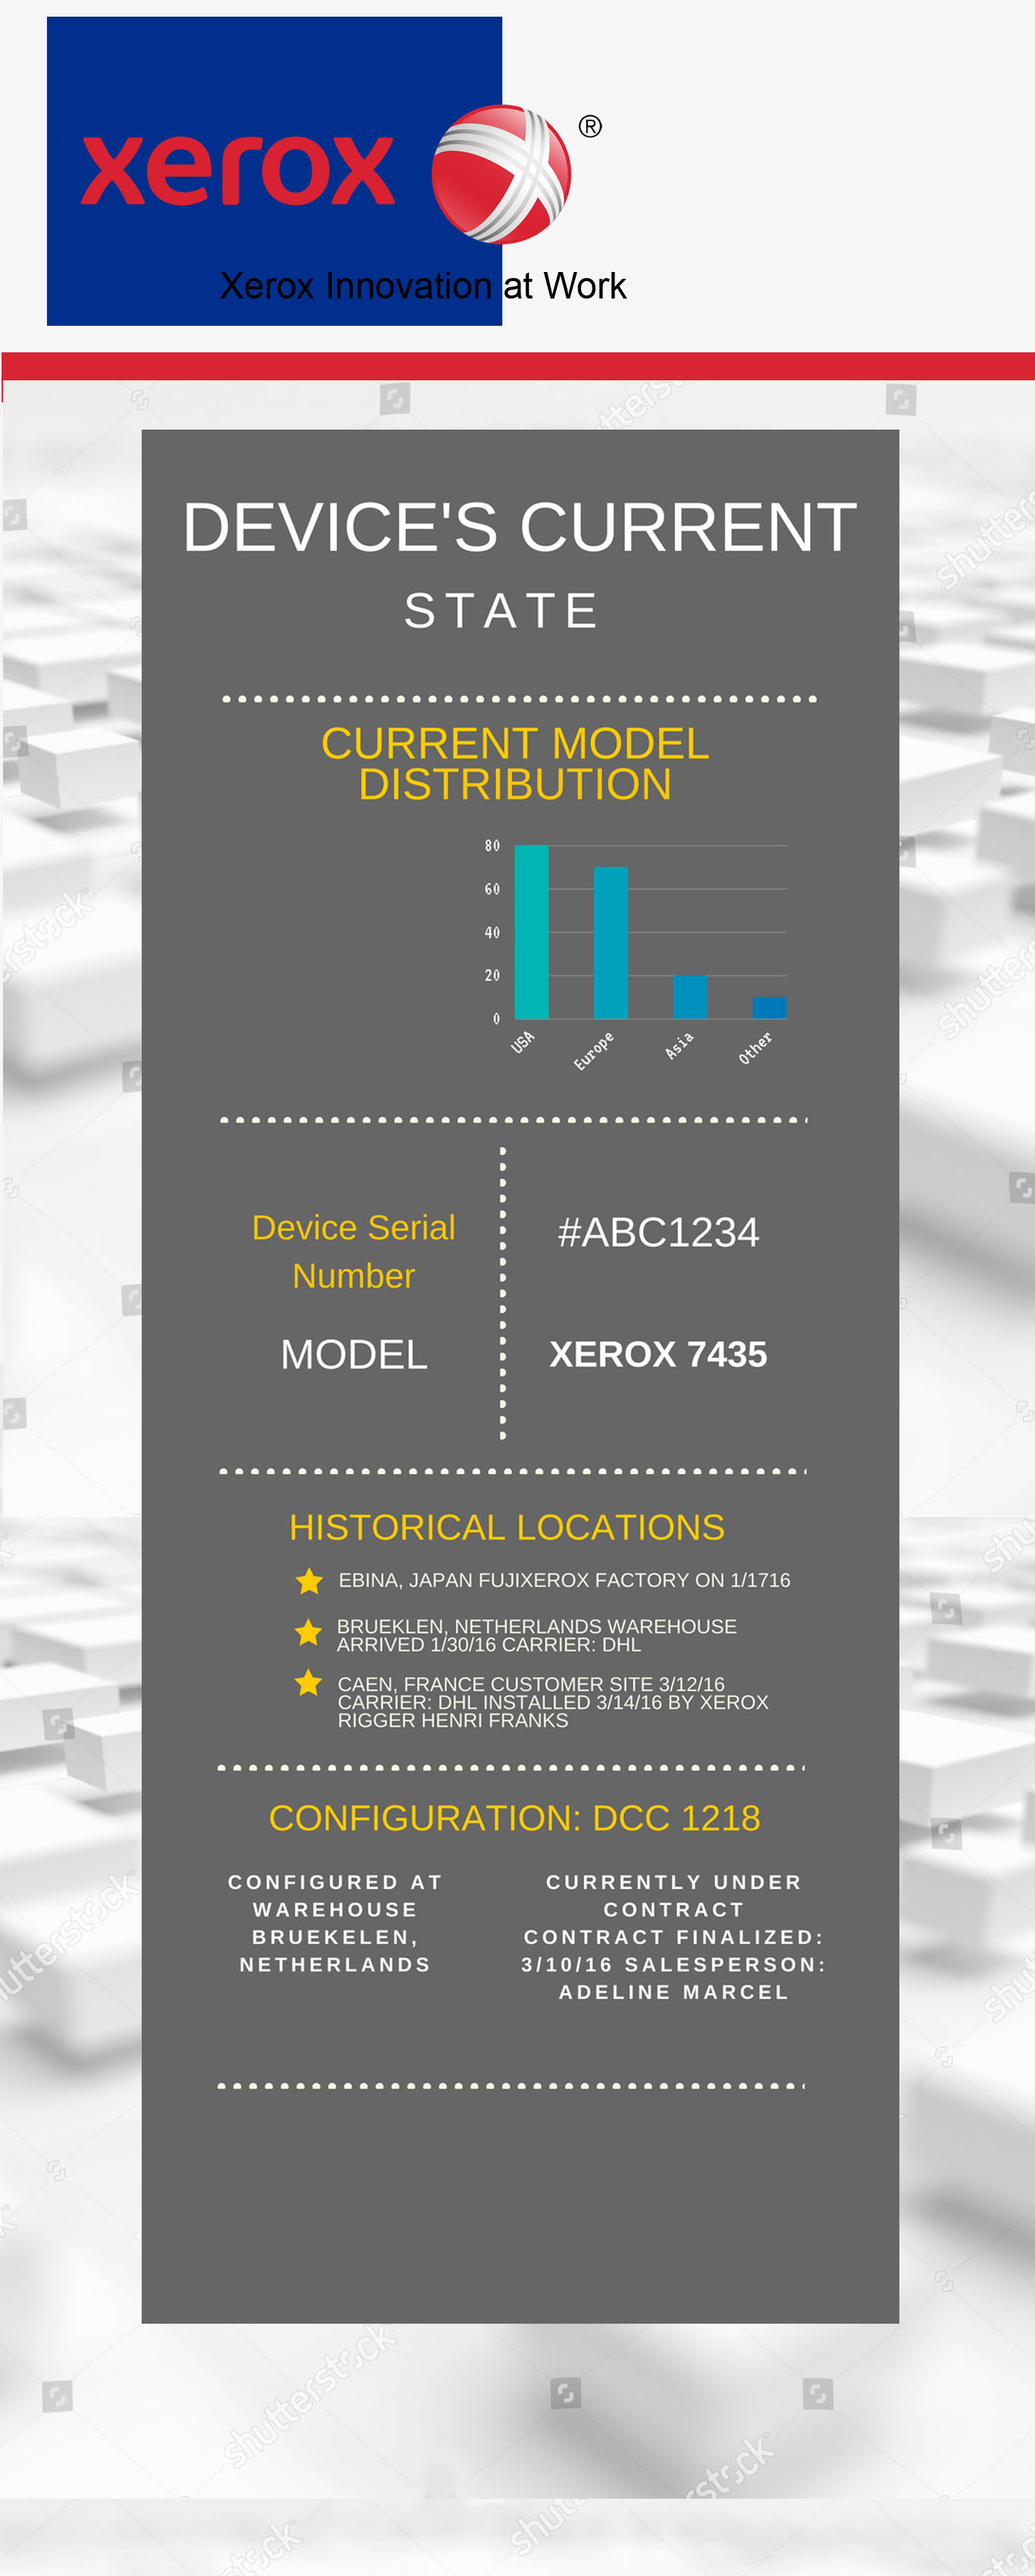 xerox
®
Xerox Innovation at Work
DEVICE'S CURRENT
STATE
CURRENT MODEL
DISTRIBUTION
80
60
40
20
0
USA
Europe
Asia
Other
Device Serial
Number
#ABC1234
MODEL
XEROX 7435
HISTORICAL LOCATIONS
EBINA, JAPAN FUJIXEROX FACTORY ON 1/1716
BRUEKLEN, NETHERLANDS WAREHOUSE
ARRIVED 1/30/16 CARRIER: DHL
CAEN, FRANCE CUSTOMER SITE 3/12/16
CARRIER: DHL INSTALLED 3/14/16 BY XEROX
RIGGER HENRI FRANKS
CONFIGURATION: DCC 1218
CONFIGURED AT
WAREHOUSE
BRUEKELEN,
NETHERLANDS
CURRENTLY UNDER
CONTRACT
CONTRACT FINALIZED:
3/10/16 SALESPERSON:
ADELINE MARCEL
shutterstock